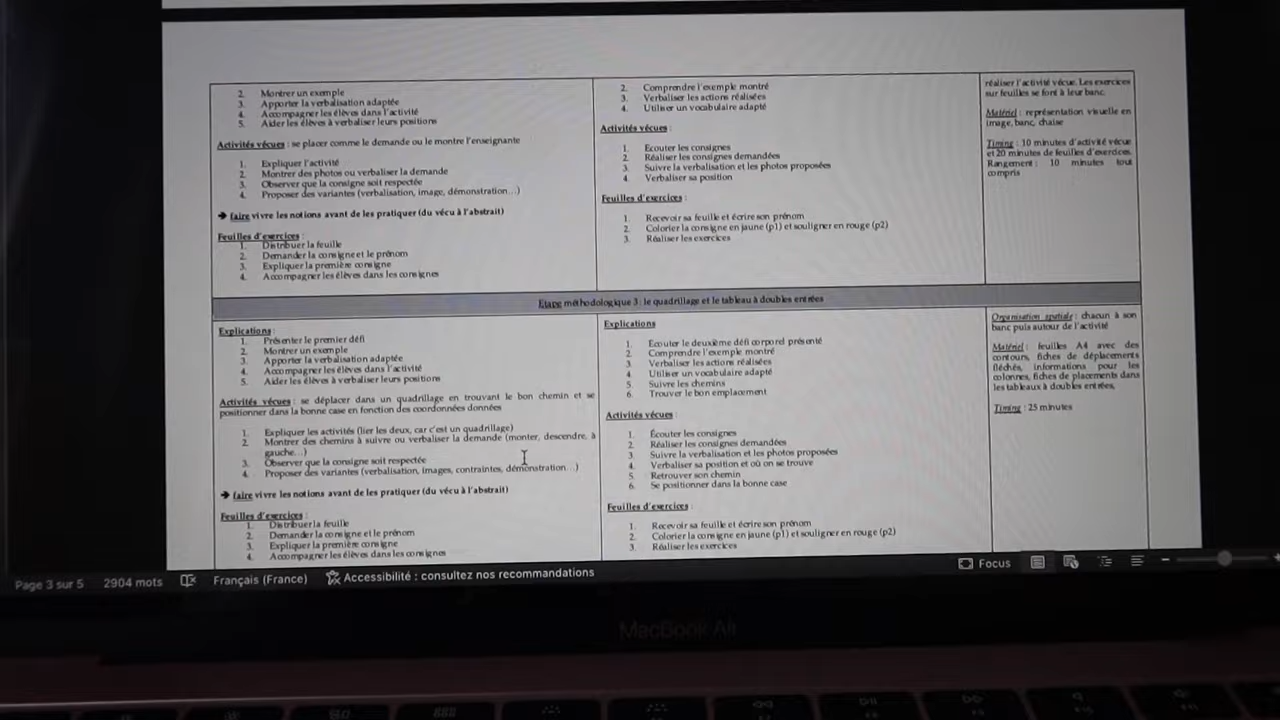 2. Montrer un exemple
3. Apporter la verbalisation adaptée
4. Accompagner les élèves dans l'activité
5. Aider les élèves à verbaliser leurs positions
Activités vécues : se placer comme le demande ou le montre l'enseignante
1. Expliquer l'activité
2. Montrer des photos ou verbaliser la demande
3. Observer que la consigne soit respectée
4. Proposer des variantes (verbalisation, image, démonstration…)
➔ faire vivre les notions avant de les pratiquer (du vécu à l'abstrait)
Feuilles d'exercices :
1. Distribuer la feuille
2. Demander la consigne et le prénom
3. Expliquer la première consigne
4. Accompagner les élèves dans les consignes
2. Comprendre l'exemple montré
3. Verbaliser les actions réalisées
4. Utiliser un vocabulaire adapté
Activités vécues :
1. Ecouter les consignes
2. Réaliser les consignes demandées
3. Suivre la verbalisation et les photos proposées
4. Verbaliser sa position
Feuilles d'exercices :
1. Recevoir sa feuille et écrire son prénom
2. Colorier la consigne en jaune (p1) et souligner en rouge (p2)
3. Réaliser les exercices
réaliser l'activité vécue. Les exercices
sur feuilles se font à leur banc.
Matériel : représentation visuelle en
image, banc, chaise
Timing : 10 minutes d'activité vécue
et 20 minutes de feuilles d'exercices.
Rangement : 10 minutes tout
compris
Etape méthodologique 3 : le quadrillage et le tableau à doubles entrées
Explications :
1. Présenter le premier défi
2. Montrer un exemple
3. Apporter la verbalisation adaptée
4. Accompagner les élèves dans l'activité
5. Aider les élèves à verbaliser leurs positions
Activités vécues : se déplacer dans un quadrillage en trouvant le bon chemin et se
positionner dans la bonne case en fonction des coordonnées données
1. Expliquer les activités (lier les deux, car c'est un quadrillage)
2. Montrer des chemins à suivre ou verbaliser la demande (monter, descendre, à
gauche…)
3. Observer que la consigne soit respectée
4. Proposer des variantes (verbalisation, images, contraintes, démonstration…)
➔ faire vivre les notions avant de les pratiquer (du vécu à l'abstrait)
Feuilles d'exercices :
1. Distribuer la feuille
2. Demander la consigne et le prénom
3. Expliquer la première consigne
4. Accompagner les élèves dans les consignes
Explications
1. Ecouter le deuxième défi corporel présenté
2. Comprendre l'exemple montré
3. Verbaliser les actions réalisées
4. Utiliser un vocabulaire adapté
5. Suivre les chemins
6. Trouver le bon emplacement
Activités vécues :
1. Écouter les consignes
2. Réaliser les consignes demandées
3. Suivre la verbalisation et les photos proposées
4. Verbaliser sa position et où on se trouve
5. Retrouver son chemin
6. Se positionner dans la bonne case
Feuilles d'exercices :
1. Recevoir sa feuille et écrire son prénom
2. Colorier la consigne en jaune (p1) et souligner en rouge (p2)
3. Réaliser les exercices
Organisation spatiale : chacun à son
banc puis autour de l'activité
Matériel : feuilles A4 avec des
contours, fiches de déplacements
fléchés, informations pour les
colonnes, fiches de placements dans
les tableaux à doubles entrées,
Timing : 25 minutes
Page 3 sur 5 2904 mots Français (France) Accessibilité : consultez nos recommandations Focus
MacBook Air